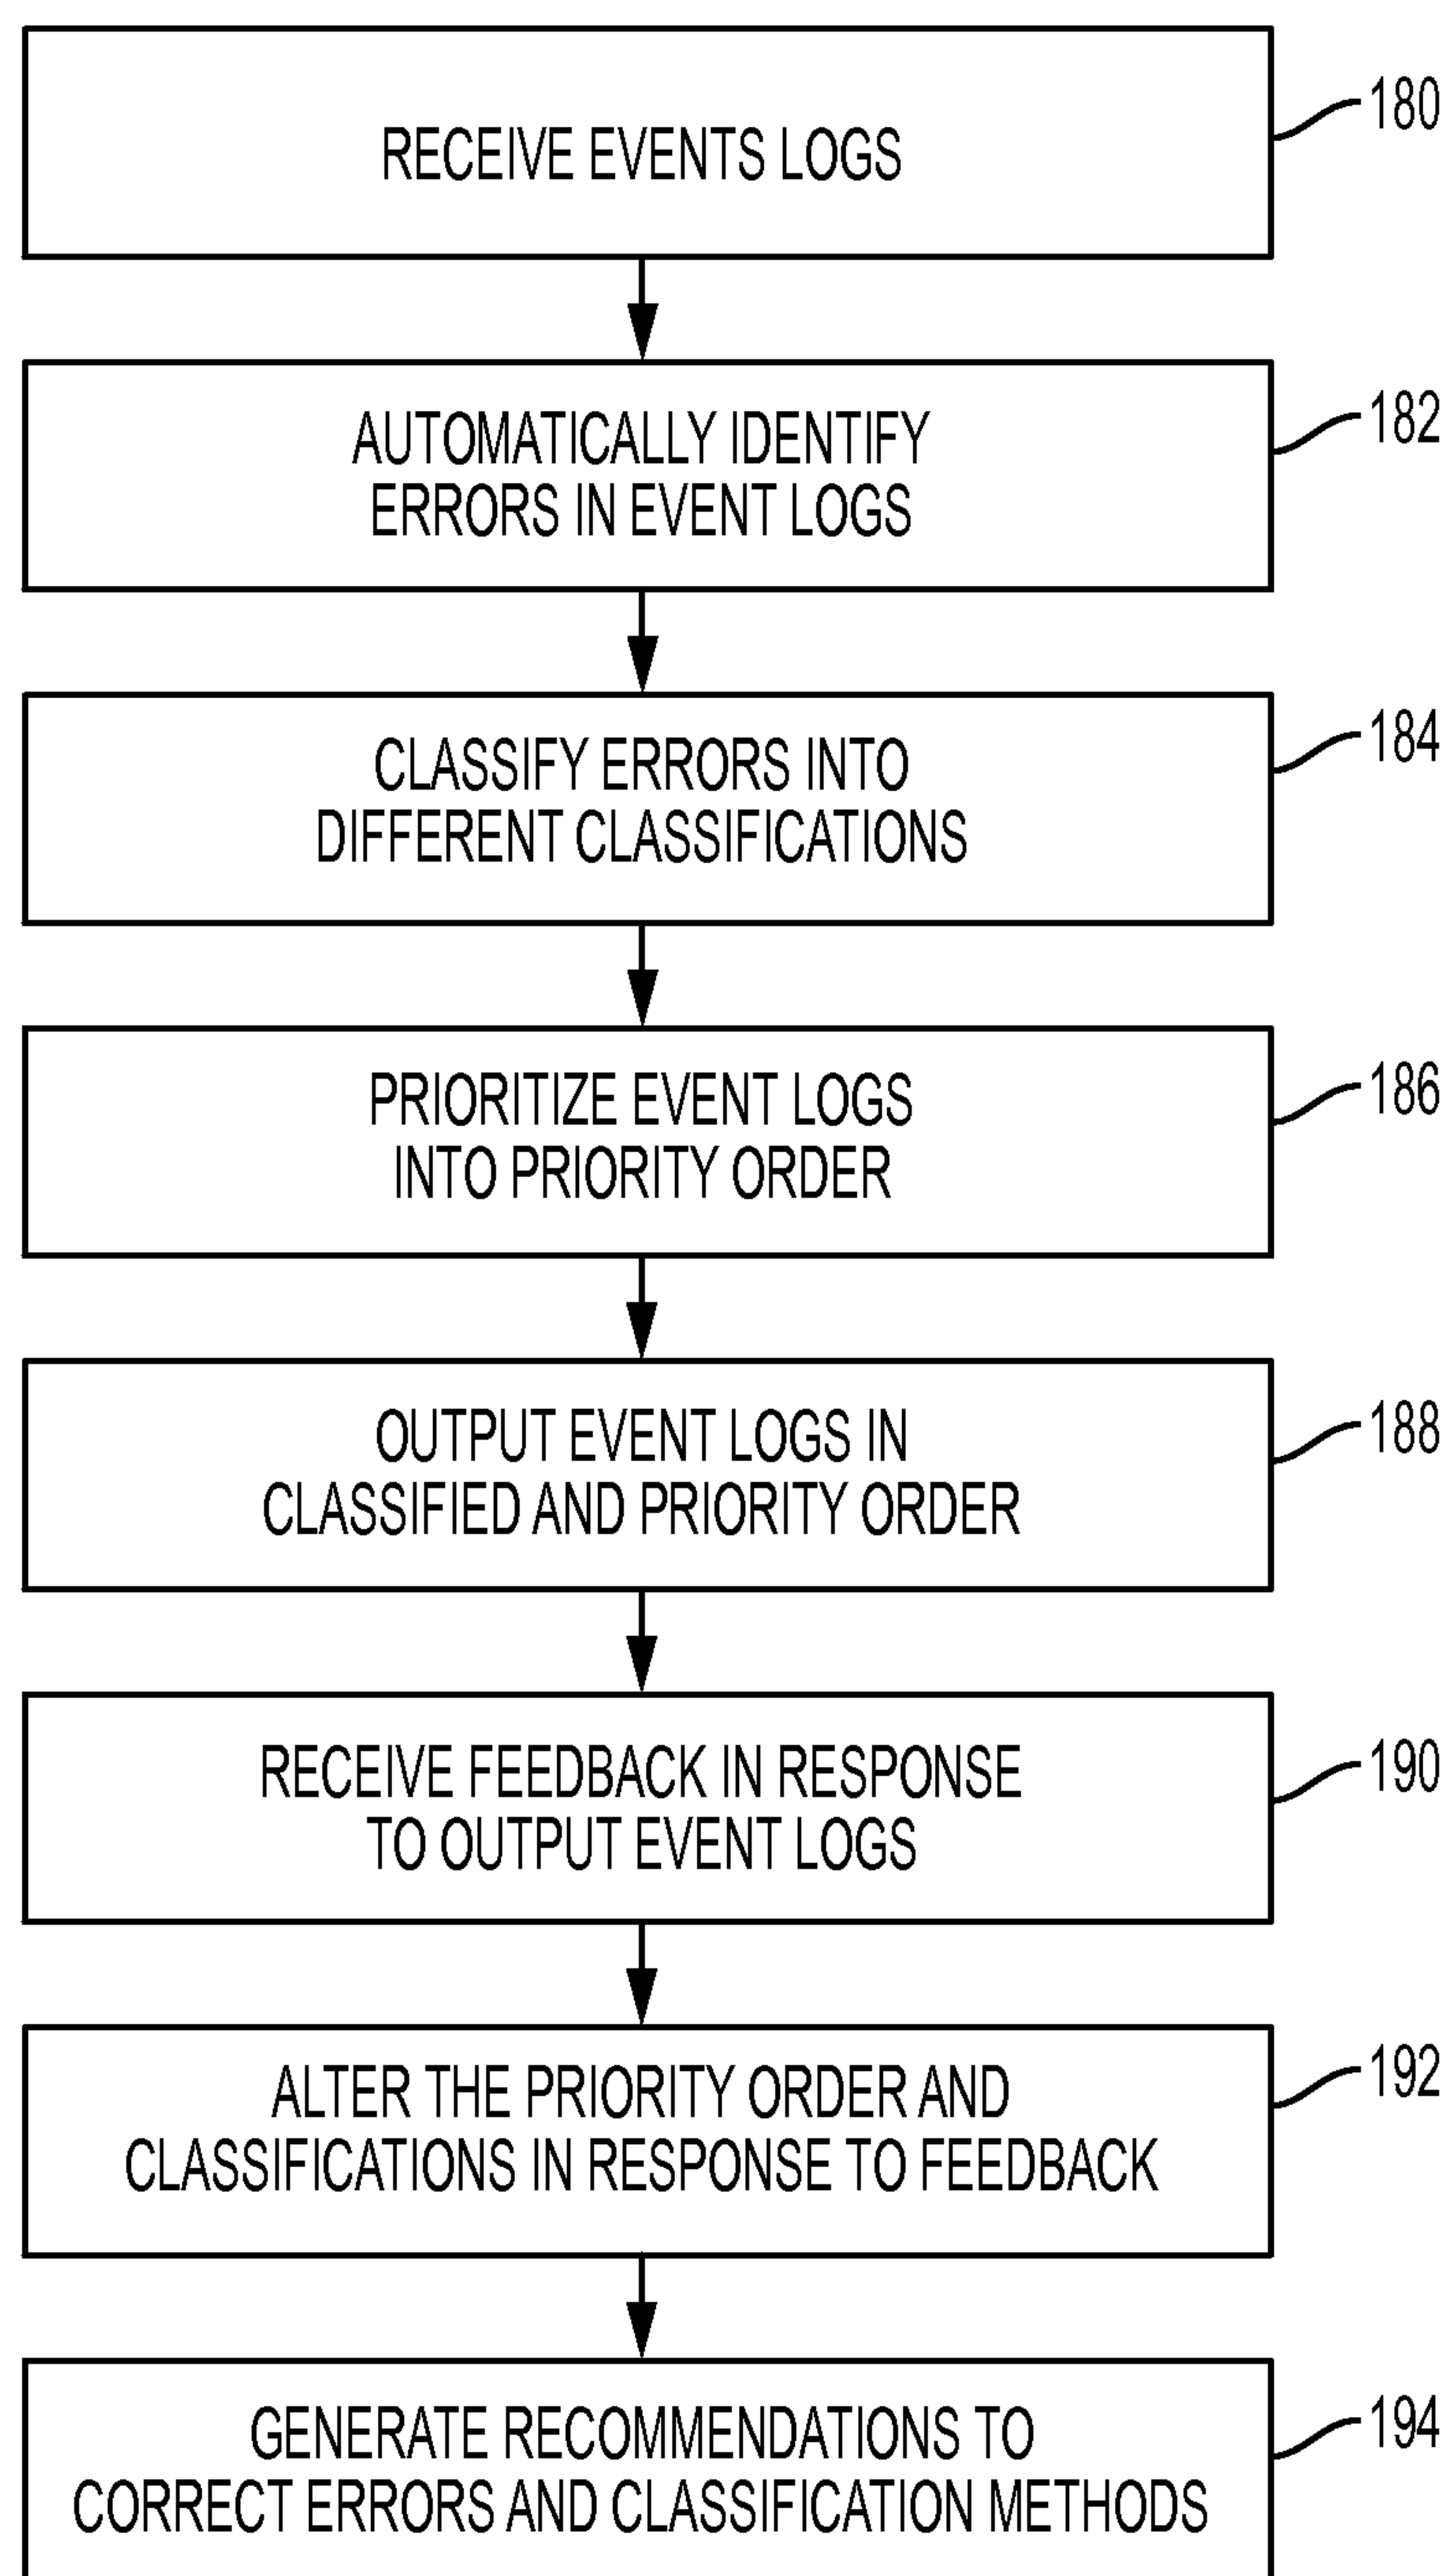 180
RECEIVE EVENTS LOGS
182
AUTOMATICALLY IDENTIFY
ERRORS IN EVENT LOGS
184
CLASSIFY ERRORS INTO
DIFFERENT CLASSIFICATIONS
186
PRIORITIZE EVENT LOGS
INTO PRIORITY ORDER
188
OUTPUT EVENT LOGS IN
CLASSIFIED AND PRIORITY ORDER
190
RECEIVE FEEDBACK IN RESPONSE
TO OUTPUT EVENT LOGS
192
ALTER THE PRIORITY ORDER AND
CLASSIFICATIONS IN RESPONSE TO FEEDBACK
194
GENERATE RECOMMENDATIONS TO
CORRECT ERRORS AND CLASSIFICATION METHODS